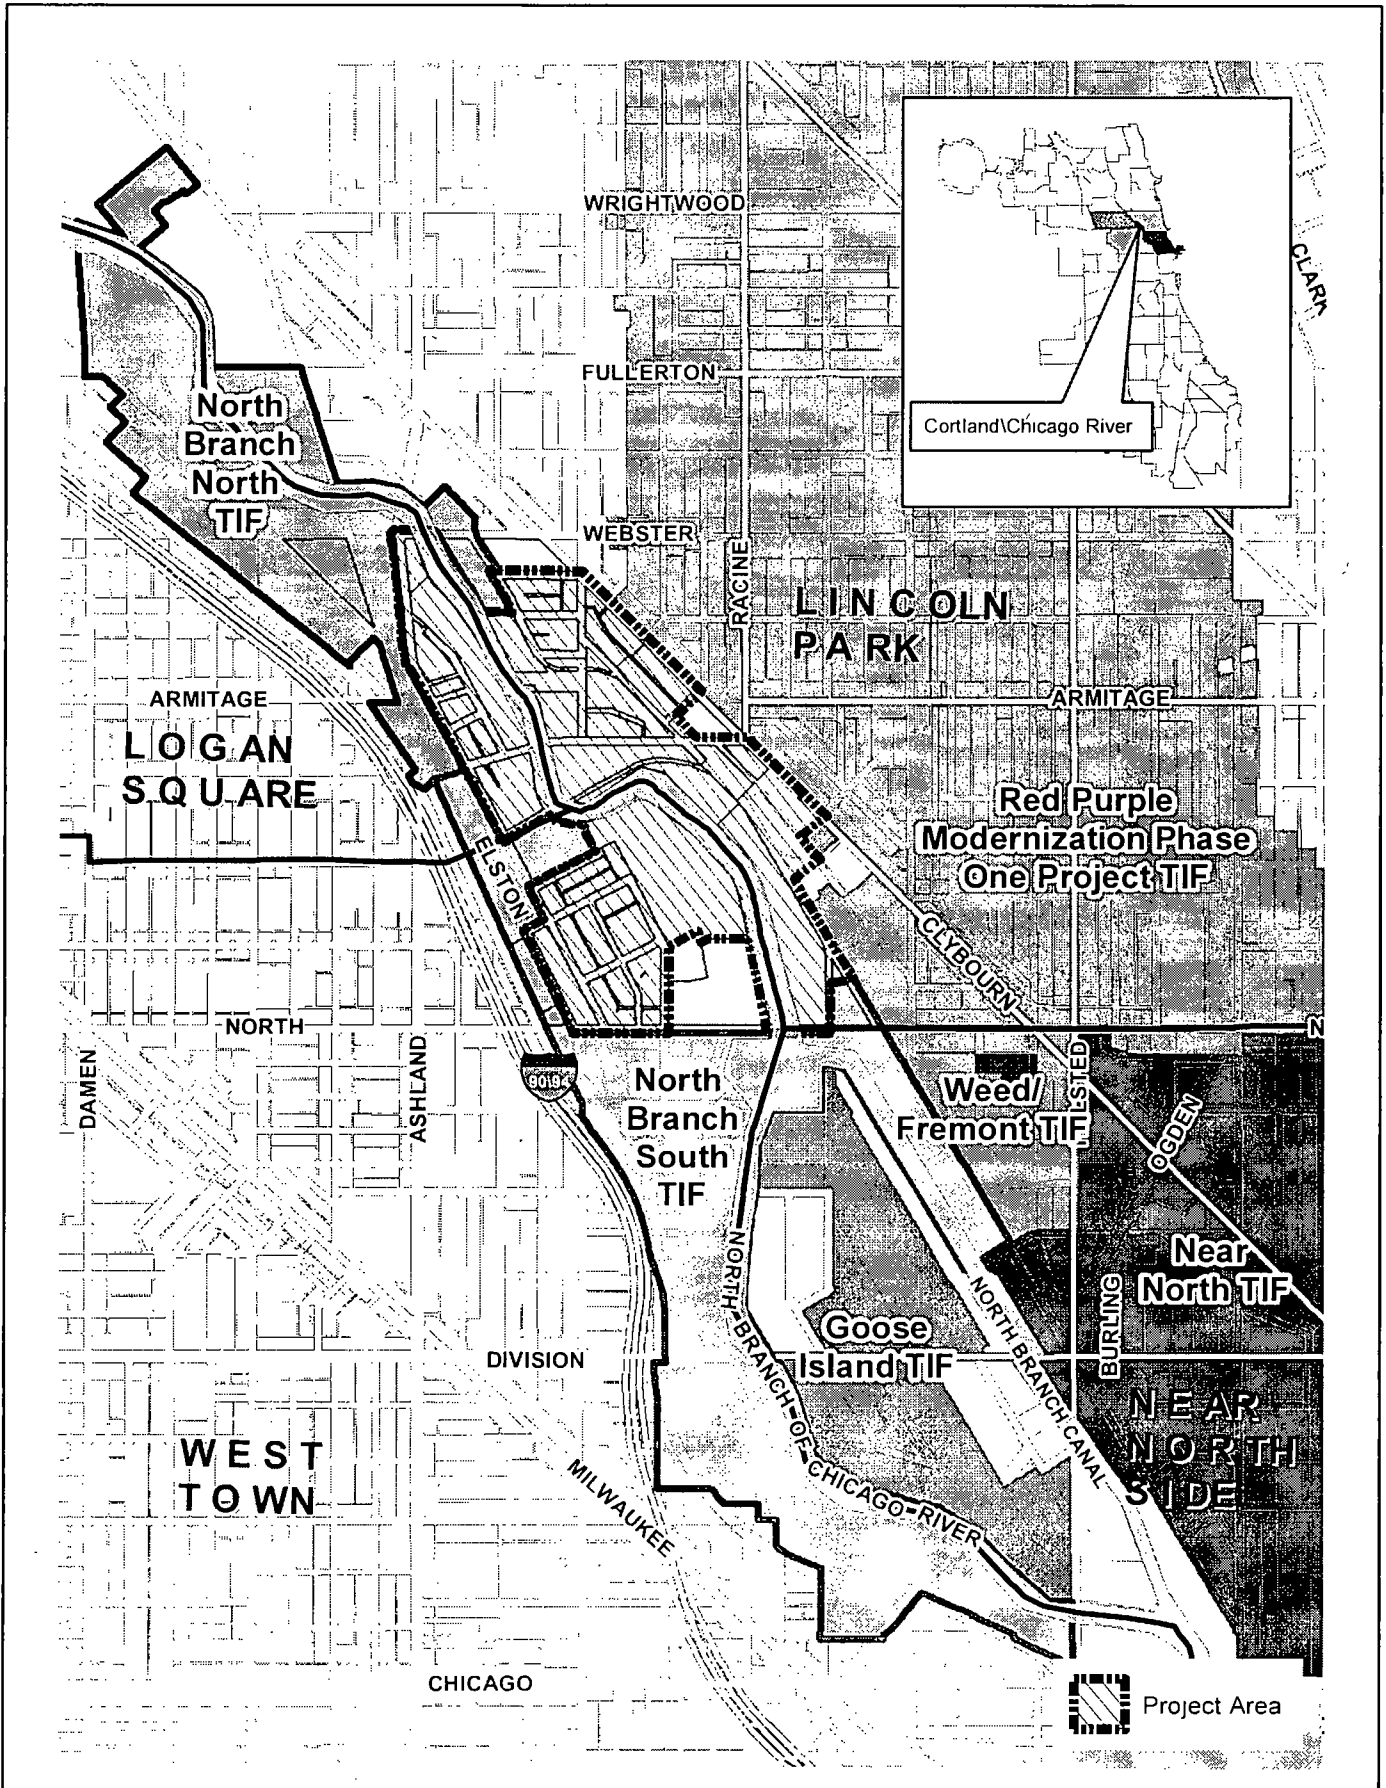 WRIGHTWOOD
CLARK
FULLERTON
Cortland\Chicago River
North
Branch
North
TIF
WEBSTER
RACINE
LINCOLN
PARK
ARMITAGE
ARMITAGE
LOGAN
SQUARE
Red Purple
Modernization Phase
One Project TIF
ELSTON
CLYBOURN
NORTH
N
DAMEN
ASHLAND
90\94
North
Branch
South
TIF
Weed/
Fremont TIF
LSTED
OGDEN
Near
North TIF
NORTH BRANCH OF CHICAGO RIVER
NORTH BRANCH CANAL
BURLING
Goose
Island TIF
DIVISION
NEAR
NORTH
SIDE
WEST
TOWN
MILWAUKEE
CHICAGO
Project Area